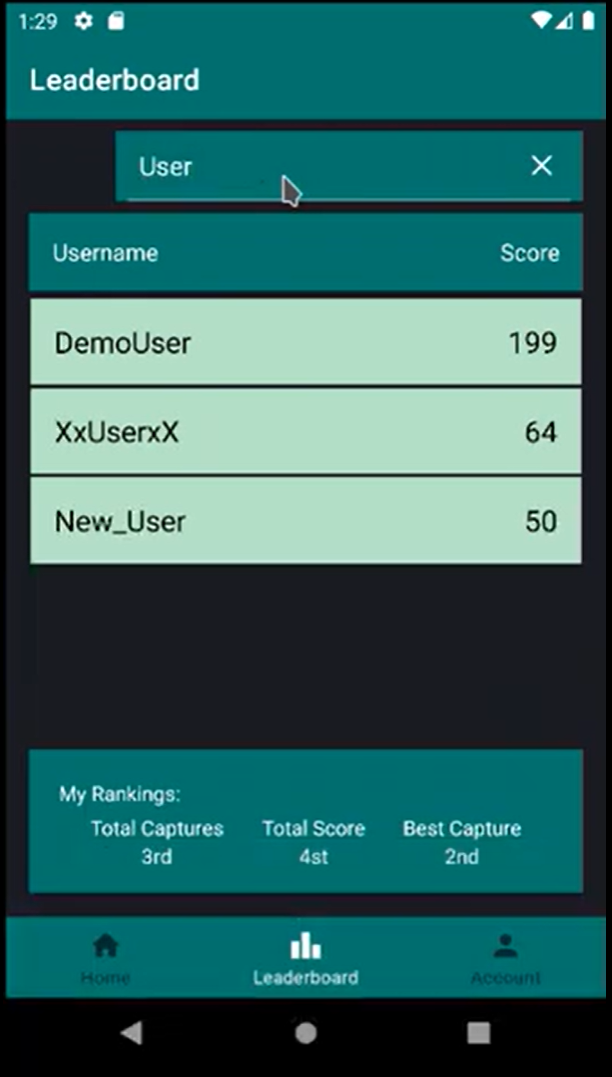 1:29
Leaderboard
User
Username Score
DemoUser 199
XxUserxX 64
New_User 50
My Rankings:
Total Captures Total Score Best Capture
3rd 4st 2nd
Home Leaderboard Account